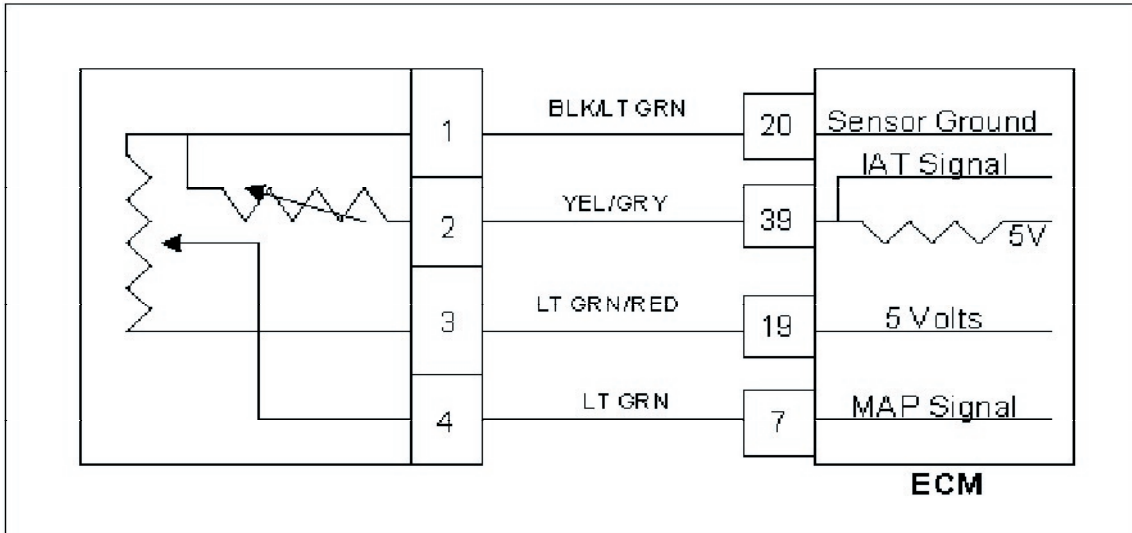 1 BLK/LT GRN 20 Sensor Ground
IAT Signal
2 YEL/GRY 39 5V
3 LT GRN/RED 19 5 Volts
4 LT GRN 7 MAP Signal
ECM